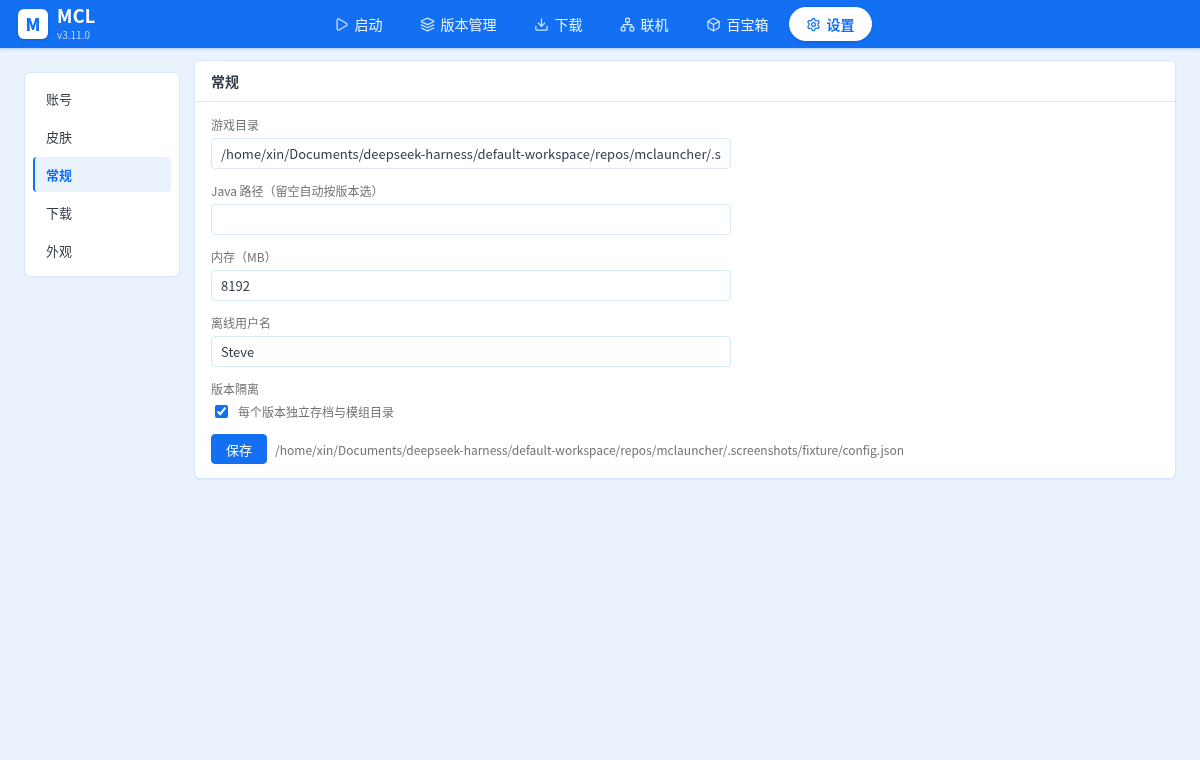 M
MCL
v3.11.0
启动
版本管理
下载
联机
百宝箱
设置
账号
皮肤
常规
下载
外观
常规
游戏目录
/home/xin/Documents/deepseek-harness/default-workspace/repos/mclauncher/.s
Java 路径（留空自动按版本选）
内存（MB）
8192
离线用户名
Steve
版本隔离
每个版本独立存档与模组目录
保存
/home/xin/Documents/deepseek-harness/default-workspace/repos/mclauncher/.screenshots/fixture/config.json